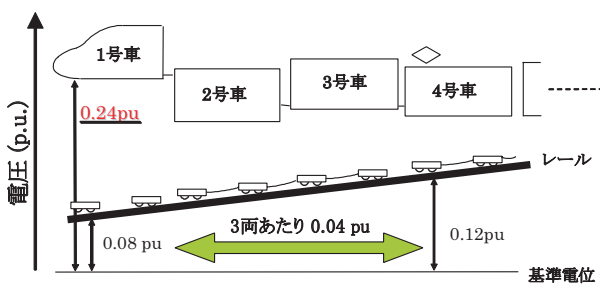 電圧 (p.u.)
1号車
2号車
3号車
4号車
0.24pu
レール
0.08 pu
3両あたり 0.04 pu
0.12pu
基準電位